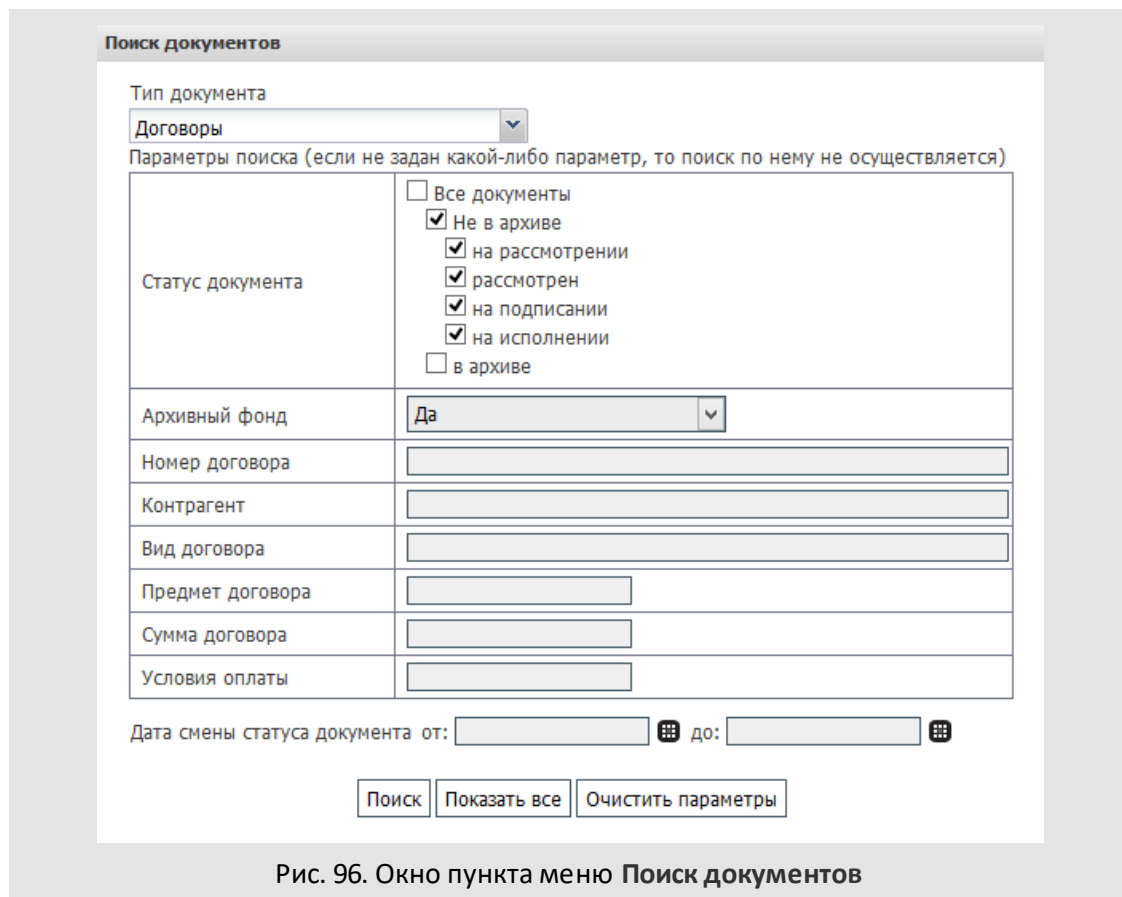 Поиск документов
Тип документа
Договоры
Параметры поиска (если не задан какой-либо параметр, то поиск по нему не осуществляется)
Статус документа
Все документы
Не в архиве
на рассмотрении
рассмотрен
на подписании
на исполнении
в архиве
Архивный фонд Да
Номер договора
Контрагент
Вид договора
Предмет договора
Сумма договора
Условия оплаты
Дата смены статуса документа от: до:
Поиск Показать все Очистить параметры
Рис. 96. Окно пункта меню Поиск документов